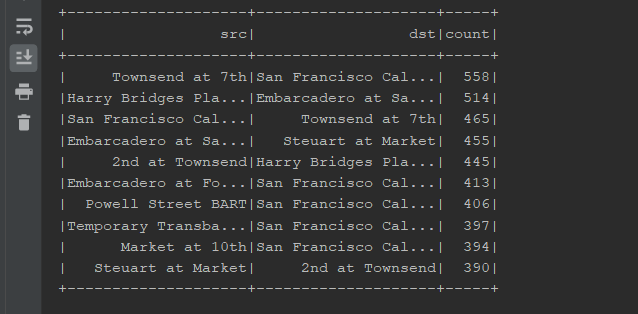 +--------------------+--------------------+-----+
|                 src|                 dst|count|
+--------------------+--------------------+-----+
|     Townsend at 7th|San Francisco Cal...|  558|
|Harry Bridges Pla...|Embarcadero at Sa...|  514|
|San Francisco Cal...|     Townsend at 7th|  465|
|Embarcadero at Sa...|   Steuart at Market|  455|
|     2nd at Townsend|Harry Bridges Pla...|  445|
|Embarcadero at Fo...|San Francisco Cal...|  413|
|  Powell Street BART|San Francisco Cal...|  406|
|Temporary Transba...|San Francisco Cal...|  397|
|      Market at 10th|San Francisco Cal...|  394|
|   Steuart at Market|     2nd at Townsend|  390|
+--------------------+--------------------+-----+